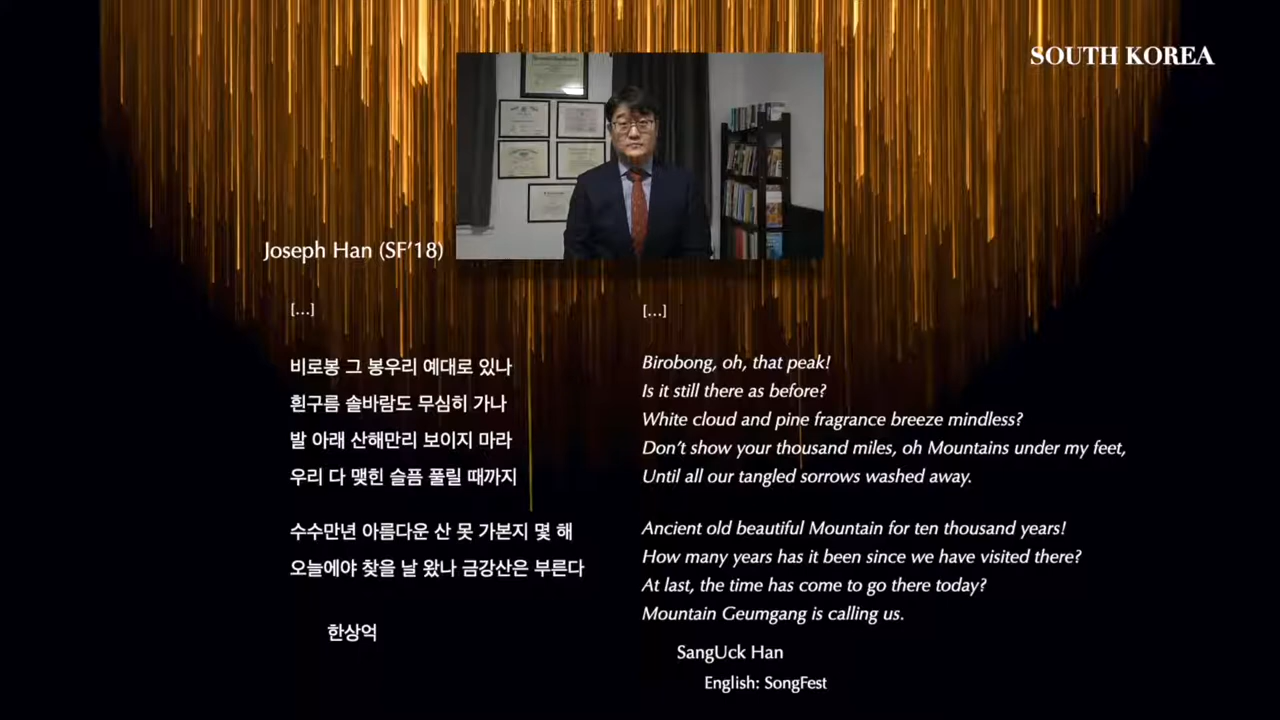 SOUTH KOREA
Joseph Han (SF'18)
[...]
비로봉 그 봉우리 예대로 있나
흰구름 솔바람도 무심히 가나
발 아래 산해만리 보이지 마라
우리 다 맺힌 슬픔 풀릴 때까지
수수만년 아름다운 산 못 가본지 몇 해
오늘에야 찾을 날 왔나 금강산은 부른다
한상억
[...]
Birobong, oh, that peak!
Is it still there as before?
White cloud and pine fragrance breeze mindless?
Don't show your thousand miles, oh Mountains under my feet,
Until all our tangled sorrows washed away.
Ancient old beautiful Mountain for ten thousand years!
How many years has it been since we have visited there?
At last, the time has come to go there today?
Mountain Geumgang is calling us.
SangUck Han
English: SongFest